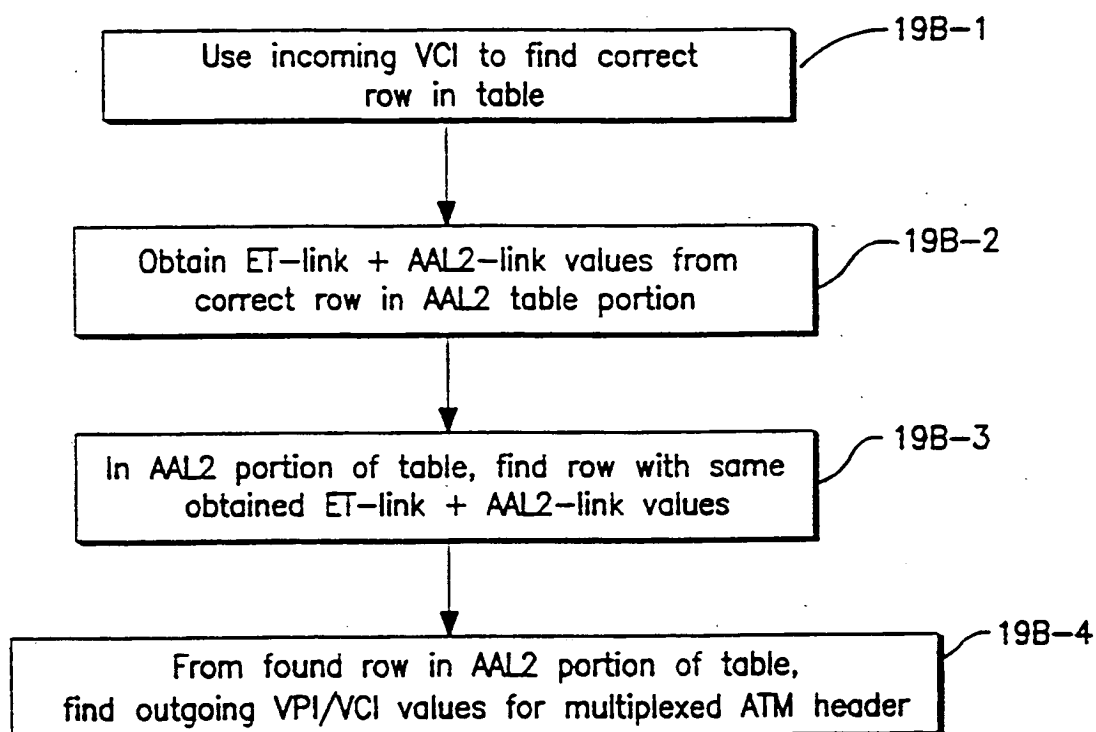 19B-1
Use incoming VCI to find correct
row in table
19B-2
Obtain ET-link + AAL2-link values from
correct row in AAL2 table portion
19B-3
In AAL2 portion of table, find row with same
obtained ET-link + AAL2-link values
19B-4
From found row in AAL2 portion of table,
find outgoing VPI/VCI values for multiplexed ATM header